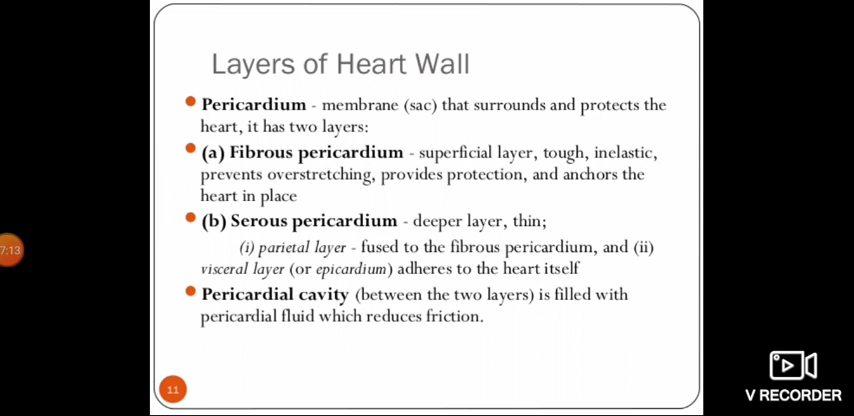 Layers of Heart Wall
Pericardium - membrane (sac) that surrounds and protects the
heart, it has two layers:
(a) Fibrous pericardium - superficial layer, tough, inelastic,
prevents overstretching, provides protection, and anchors the
heart in place
(b) Serous pericardium - deeper layer, thin;
(i) parietal layer - fused to the fibrous pericardium, and (ii)
visceral layer (or epicardium) adheres to the heart itself
Pericardial cavity (between the two layers) is filled with
pericardial fluid which reduces friction.
11
7:13
V RECORDER